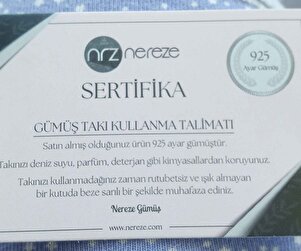 nrz nereze
925
Ayar Gümüş
SERTİFİKA
GÜMÜŞ TAKI KULLANMA TALİMATI
Satın almış olduğunuz ürün 925 ayar gümüştür.
Takınızı deniz suyu, parfüm, deterjan gibi kimyasallardan koruyunuz.
Takınızı kullanmadığınız zaman rutubetsiz ve ışık almayan
bir kutuda beze sarılı bir şekilde muhafaza ediniz.
Nereze Gümüş
www.nereze.com